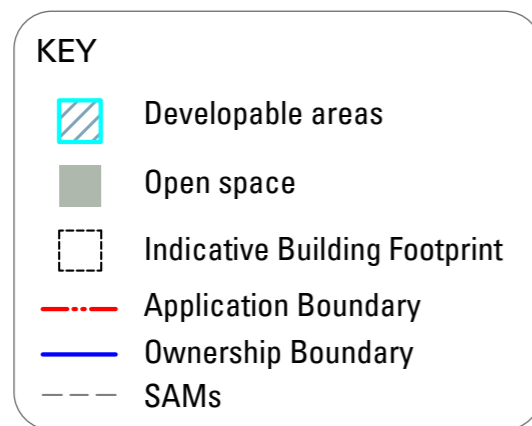 KEY
Developable areas
Open space
Indicative Building Footprint
Application Boundary
Ownership Boundary
SAMs